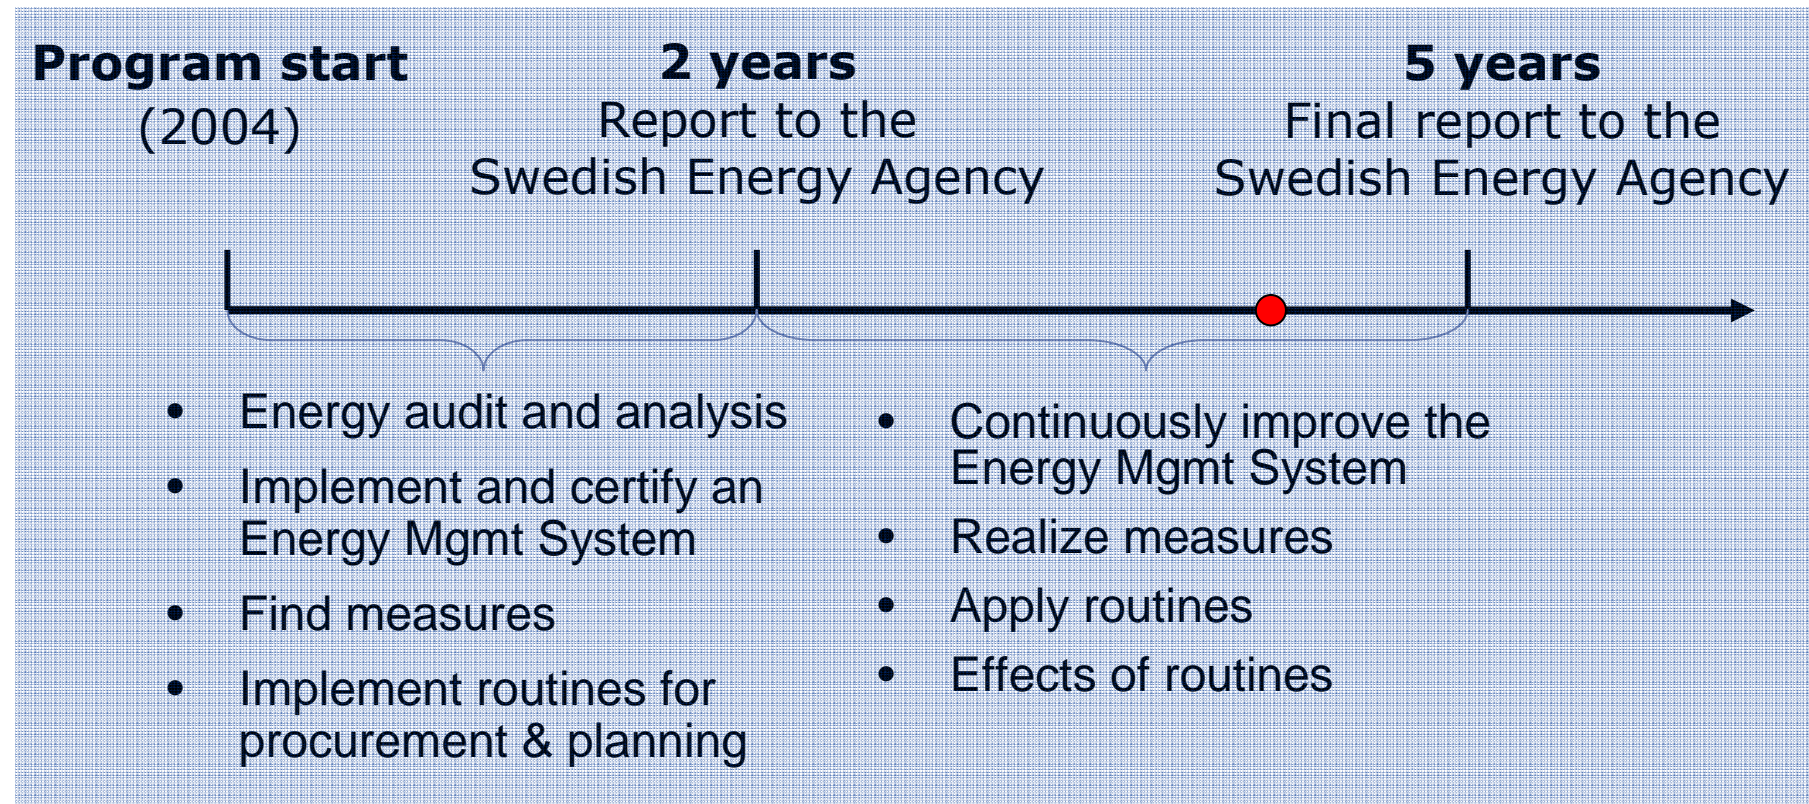 Program start
(2004)
2 years
Report to the
Swedish Energy Agency
5 years
Final report to the
Swedish Energy Agency
• Energy audit and analysis
• Implement and certify an
Energy Mgmt System
• Find measures
• Implement routines for
procurement & planning
• Continuously improve the
Energy Mgmt System
• Realize measures
• Apply routines
• Effects of routines